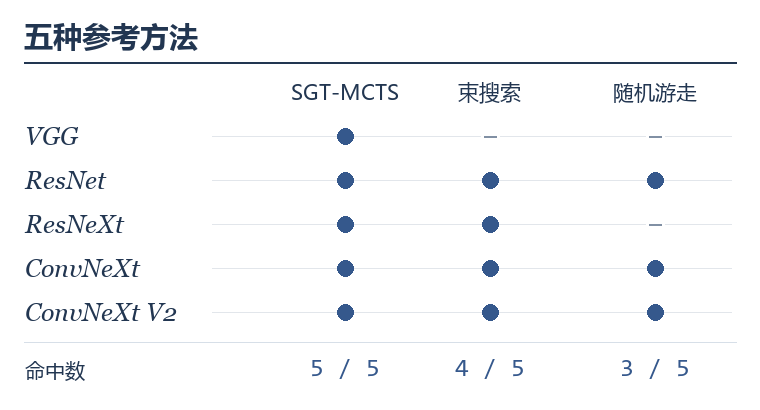 五种参考方法
SGT-MCTS 束搜索 随机游走
VGG – –
ResNet
ResNeXt –
ConvNeXt
ConvNeXt V2
命中数 5 / 5 4 / 5 3 / 5